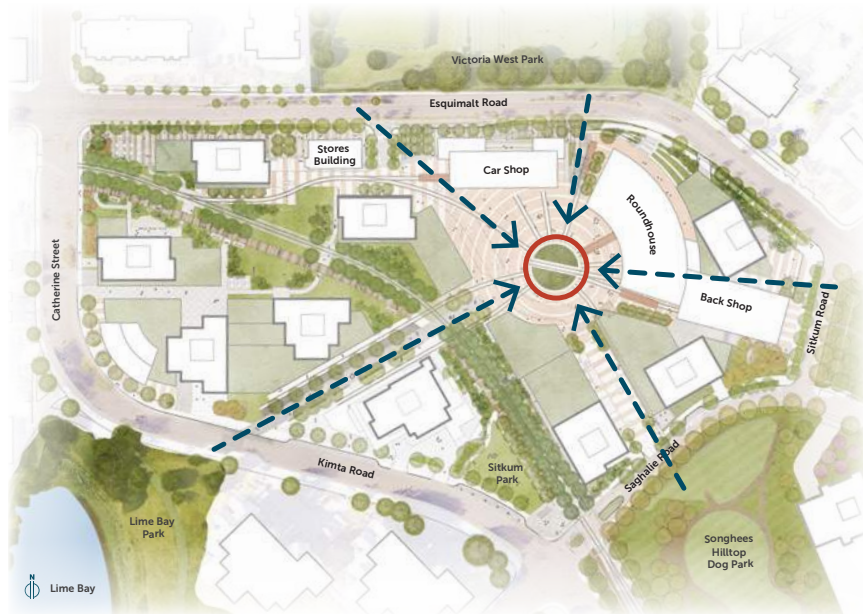 Victoria West Park
Esquimalt Road
Stores
Building
Car Shop
Roundhouse
Catherine Street
Back Shop
Sitkum Road
Kimta Road
Sitkum
Park
Saghalie Road
Lime Bay
Park
Songhees
Hilltop
Dog Park
N
Lime Bay